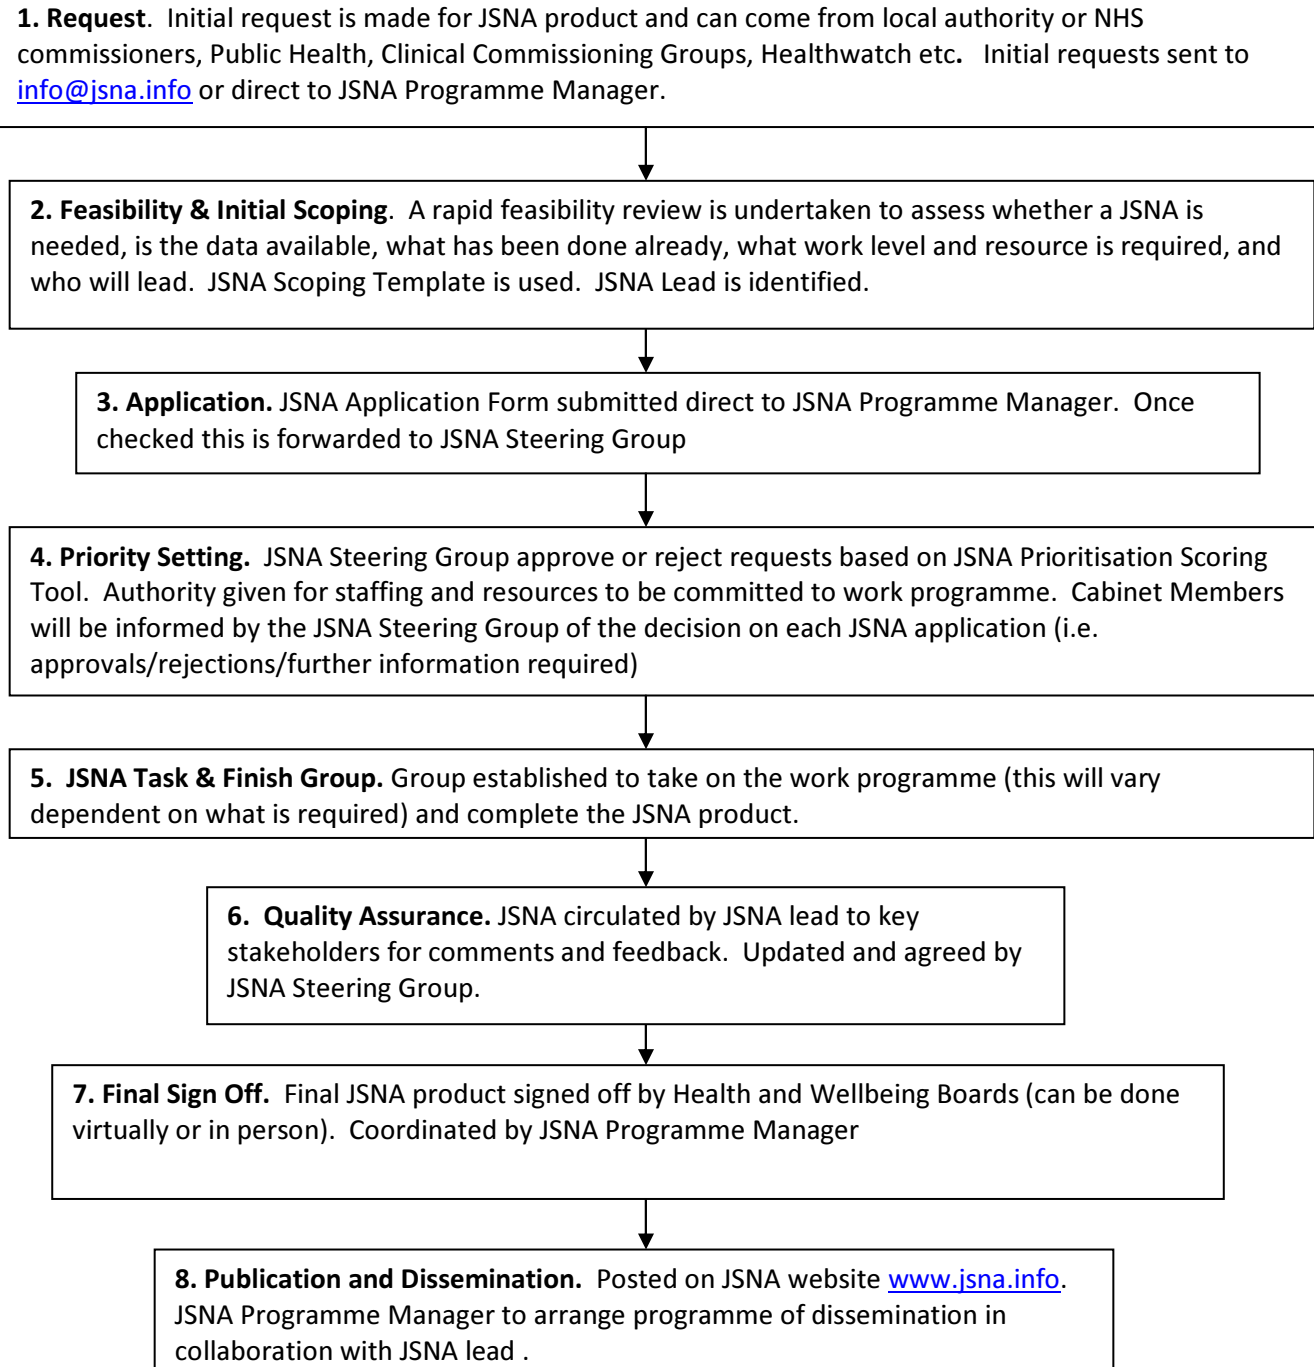 1. Request.  Initial request is made for JSNA product and can come from local authority or NHS
commissioners, Public Health, Clinical Commissioning Groups, Healthwatch etc.   Initial requests sent to
info@jsna.info or direct to JSNA Programme Manager.
2. Feasibility & Initial Scoping.  A rapid feasibility review is undertaken to assess whether a JSNA is
needed, is the data available, what has been done already, what work level and resource is required, and
who will lead.  JSNA Scoping Template is used.  JSNA Lead is identified.
3. Application. JSNA Application Form submitted direct to JSNA Programme Manager.  Once
checked this is forwarded to JSNA Steering Group
4. Priority Setting.  JSNA Steering Group approve or reject requests based on JSNA Prioritisation Scoring
Tool.  Authority given for staffing and resources to be committed to work programme.  Cabinet Members
will be informed by the JSNA Steering Group of the decision on each JSNA application (i.e.
approvals/rejections/further information required)
5.  JSNA Task & Finish Group. Group established to take on the work programme (this will vary
dependent on what is required) and complete the JSNA product.
6.  Quality Assurance. JSNA circulated by JSNA lead to key
stakeholders for comments and feedback.  Updated and agreed by
JSNA Steering Group.
7. Final Sign Off.  Final JSNA product signed off by Health and Wellbeing Boards (can be done
virtually or in person).  Coordinated by JSNA Programme Manager
8. Publication and Dissemination.  Posted on JSNA website www.jsna.info.
JSNA Programme Manager to arrange programme of dissemination in
collaboration with JSNA lead .